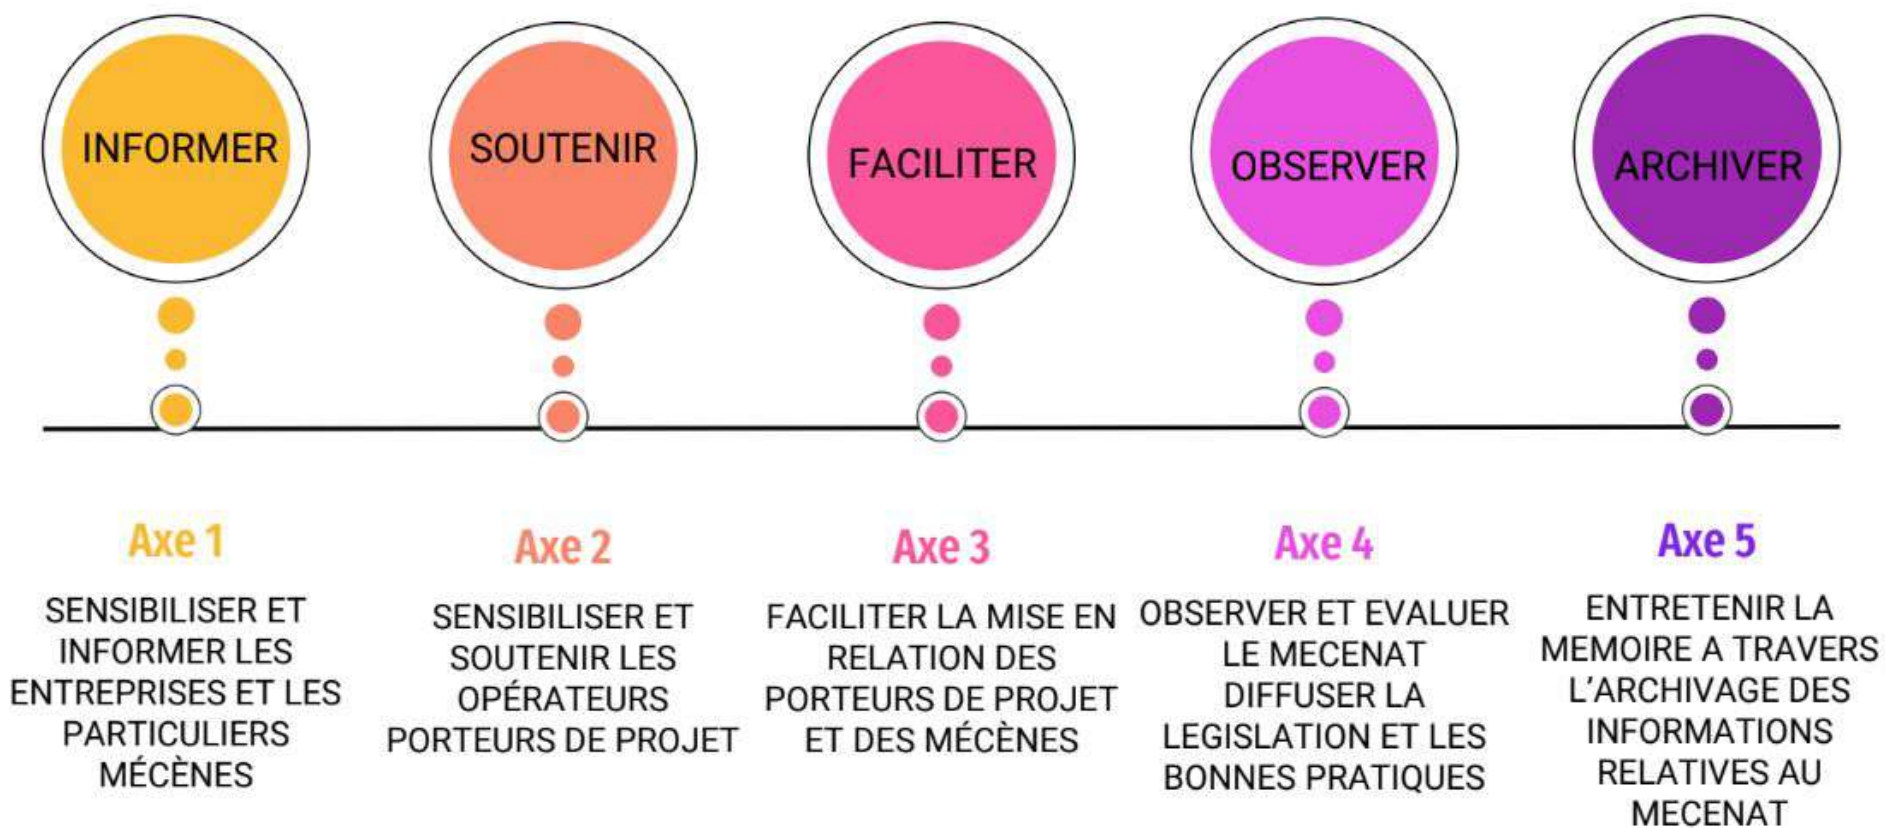 INFORMER
SOUTENIR
FACILITER
OBSERVER
ARCHIVER
Axe 1
SENSIBILISER ET
INFORMER LES
ENTREPRISES ET LES
PARTICULIERS
MÉCÈNES
Axe 2
SENSIBILISER ET
SOUTENIR LES
OPÉRATEURS
PORTEURS DE PROJET
Axe 3
FACILITER LA MISE EN
RELATION DES
PORTEURS DE PROJET
ET DES MÉCÈNES
Axe 4
OBSERVER ET EVALUER
LE MECENAT
DIFFUSER LA
LEGISLATION ET LES
BONNES PRATIQUES
Axe 5
ENTRETENIR LA
MEMOIRE A TRAVERS
L'ARCHIVAGE DES
INFORMATIONS
RELATIVES AU
MECENAT